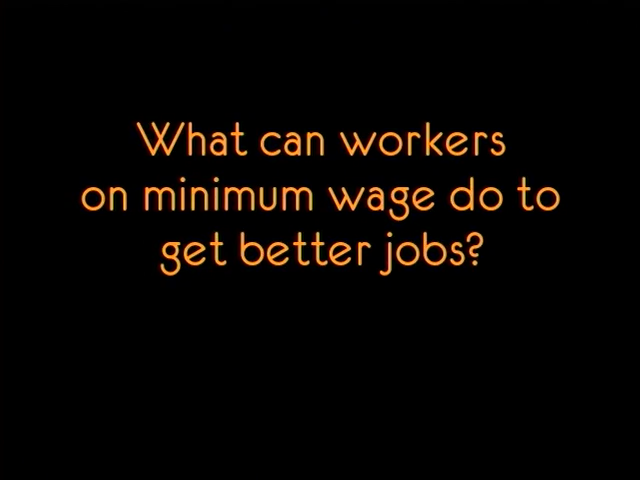 What can workers
on minimum wage do to
get better jobs?